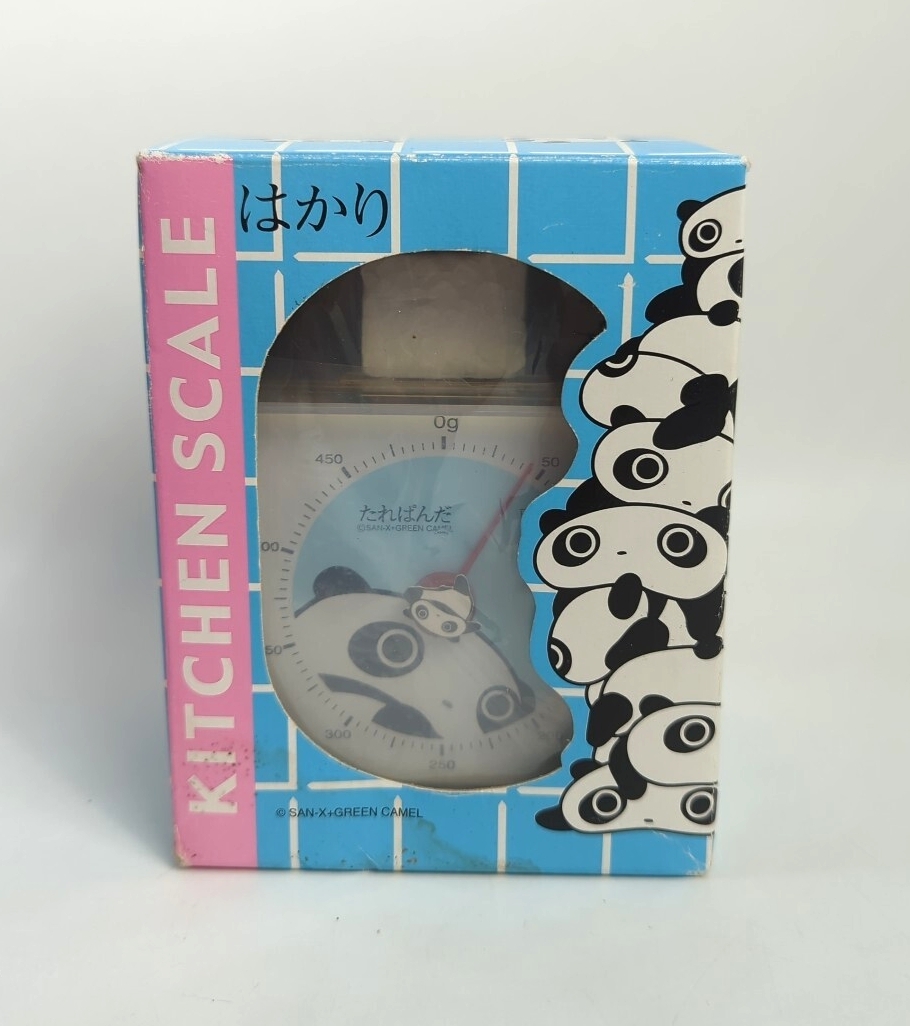 はかり
KITCHEN SCALE
0g
50
450
たれぱんだ
©SAN-X+GREEN CAMEL
300
250
© SAN-X+GREEN CAMEL